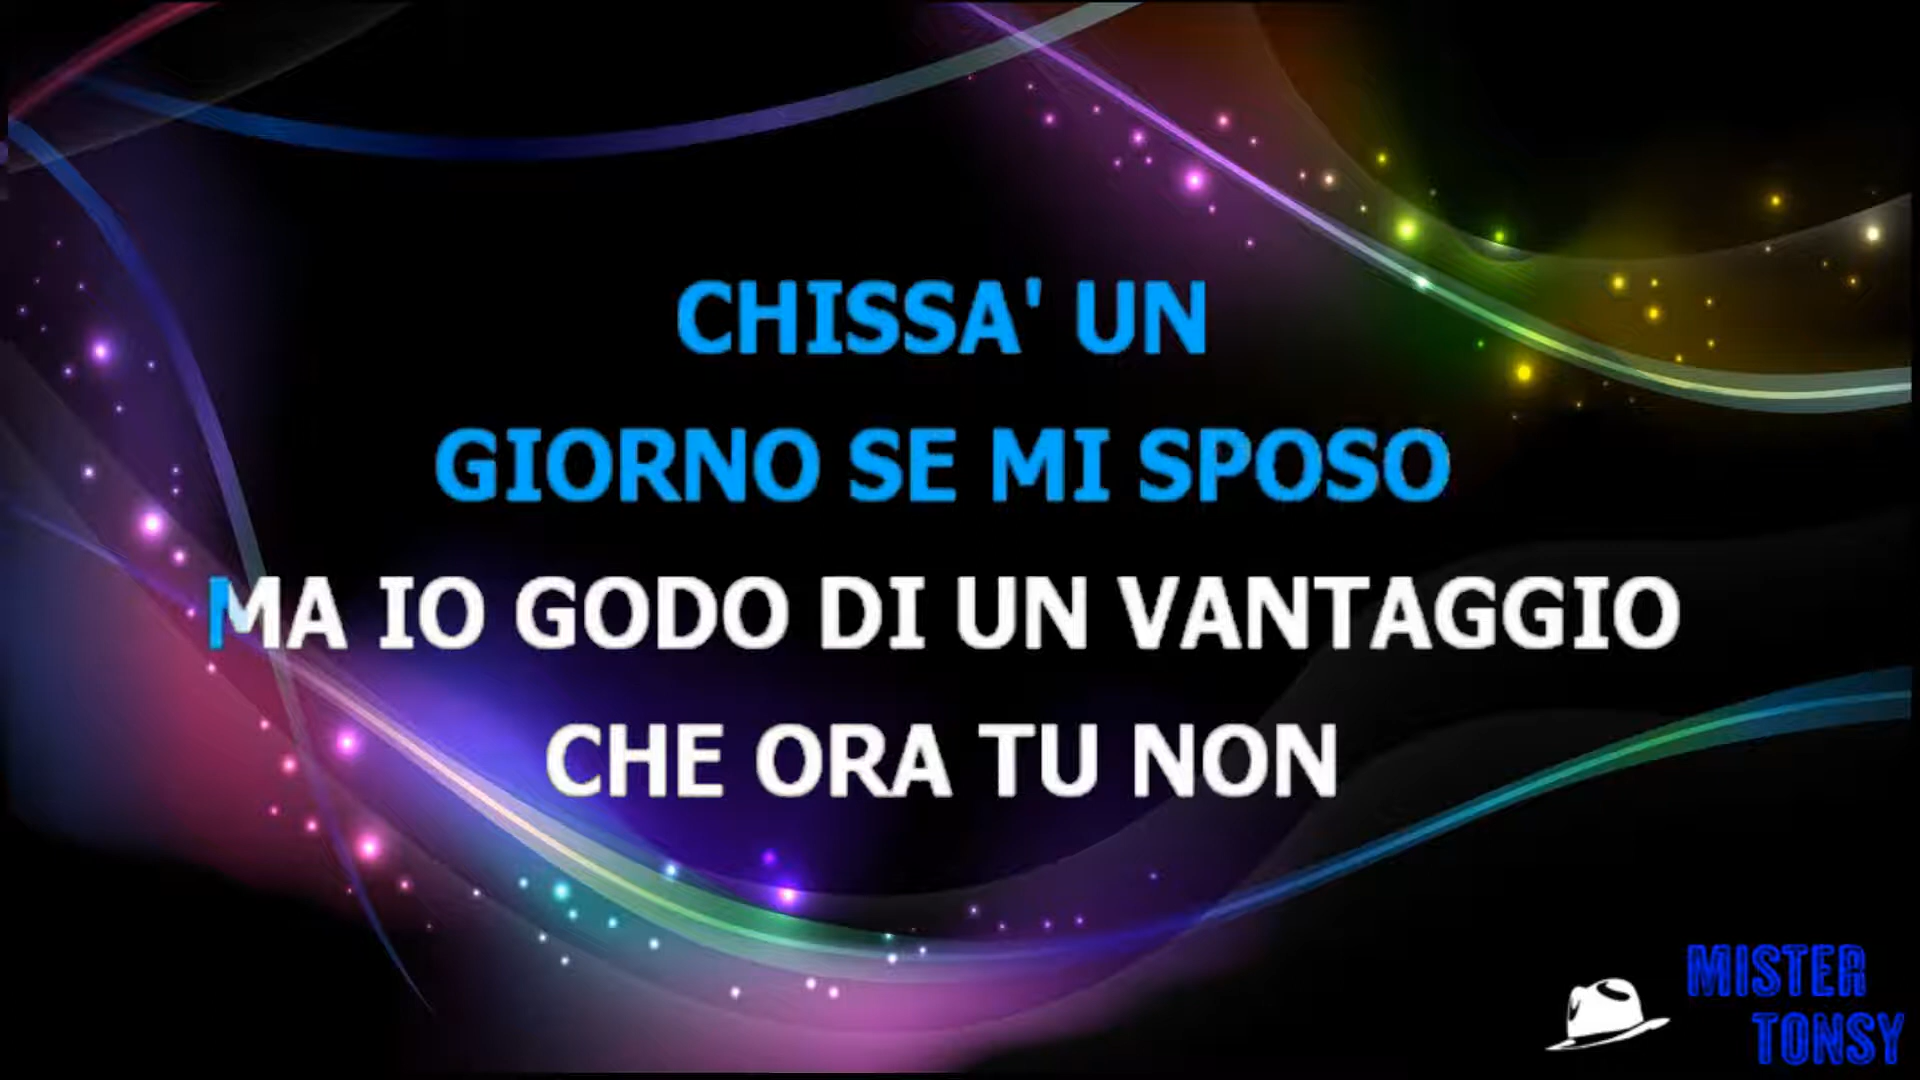 CHISSA' UN
GIORNO SE MI SPOSO
MA IO GODO DI UN VANTAGGIO
CHE ORA TU NON
MISTER
TONSY